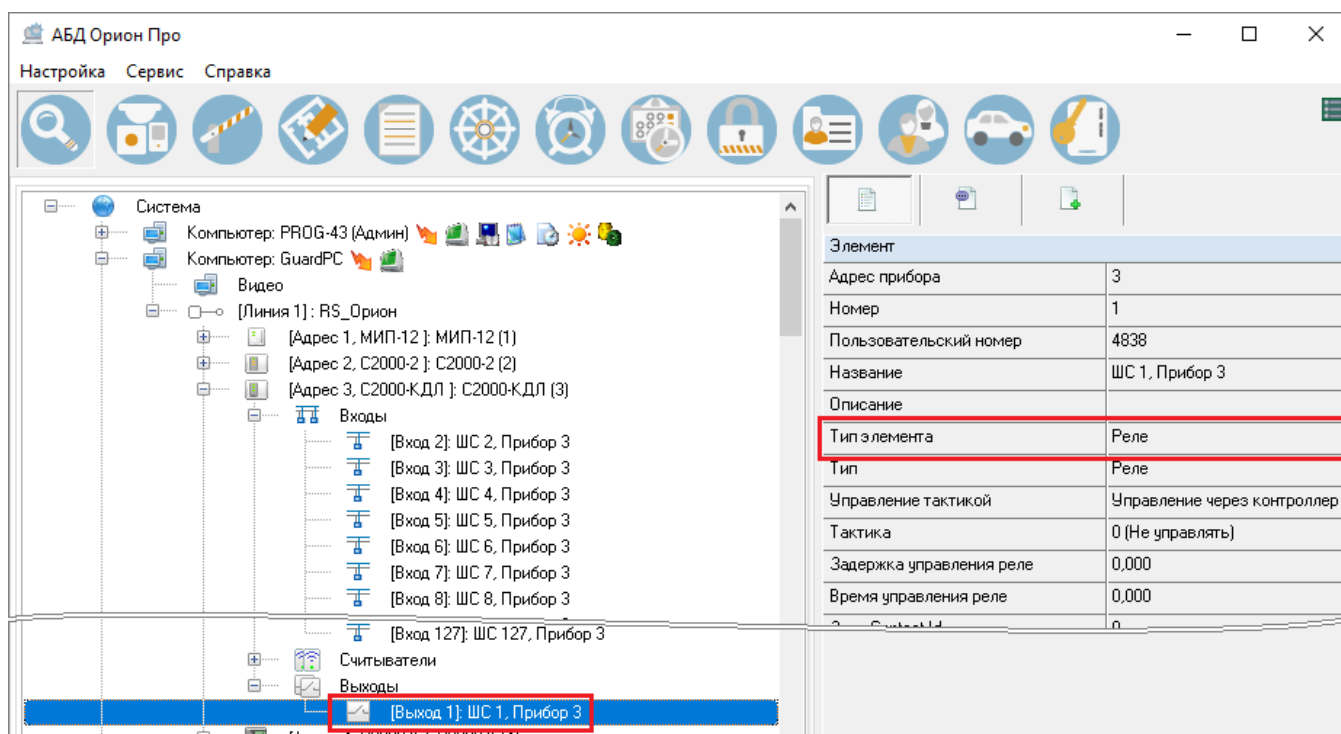 АБД Орион Про
Настройка Сервис Справка
Система
Компьютер: PROG-43 (Админ)
Компьютер: GuardPC
Видео
[Линия 1] : RS_Орион
[Адрес 1, МИП-12 ]: МИП-12 (1)
[Адрес 2, С2000-2 ]: С2000-2 (2)
[Адрес 3, С2000-КДЛ ]: С2000-КДЛ (3)
Входы
[Вход 2]: ШС 2, Прибор 3
[Вход 3]: ШС 3, Прибор 3
[Вход 4]: ШС 4, Прибор 3
[Вход 5]: ШС 5, Прибор 3
[Вход 6]: ШС 6, Прибор 3
[Вход 7]: ШС 7, Прибор 3
[Вход 8]: ШС 8, Прибор 3
[Вход 127]: ШС 127, Прибор 3
Считыватели
Выходы
[Выход 1]: ШС 1, Прибор 3
Элемент
Адрес прибора 3
Номер 1
Пользовательский номер 4838
Название ШС 1, Прибор 3
Описание
Тип элемента Реле
Тип Реле
Управление тактикой Управление через контроллер
Тактика 0 (Не управлять)
Задержка управления реле 0,000
Время управления реле 0,000